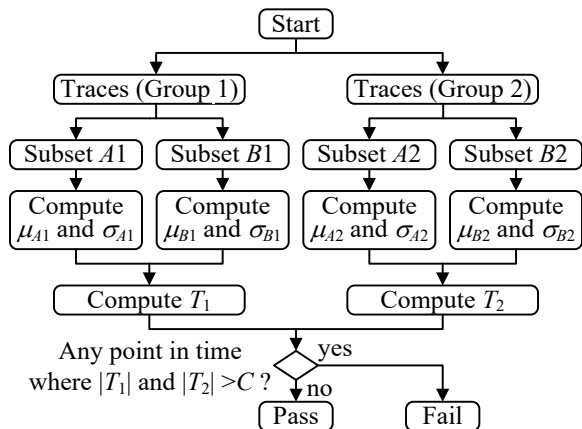 Start
Traces (Group 1)
Traces (Group 2)
Subset A1
Subset B1
Subset A2
Subset B2
Compute
μA1 and σA1
Compute
μB1 and σB1
Compute
μA2 and σA2
Compute
μB2 and σB2
Compute T1
Compute T2
Any point in time
where |T1| and |T2| >C ?
yes
no
Pass
Fail